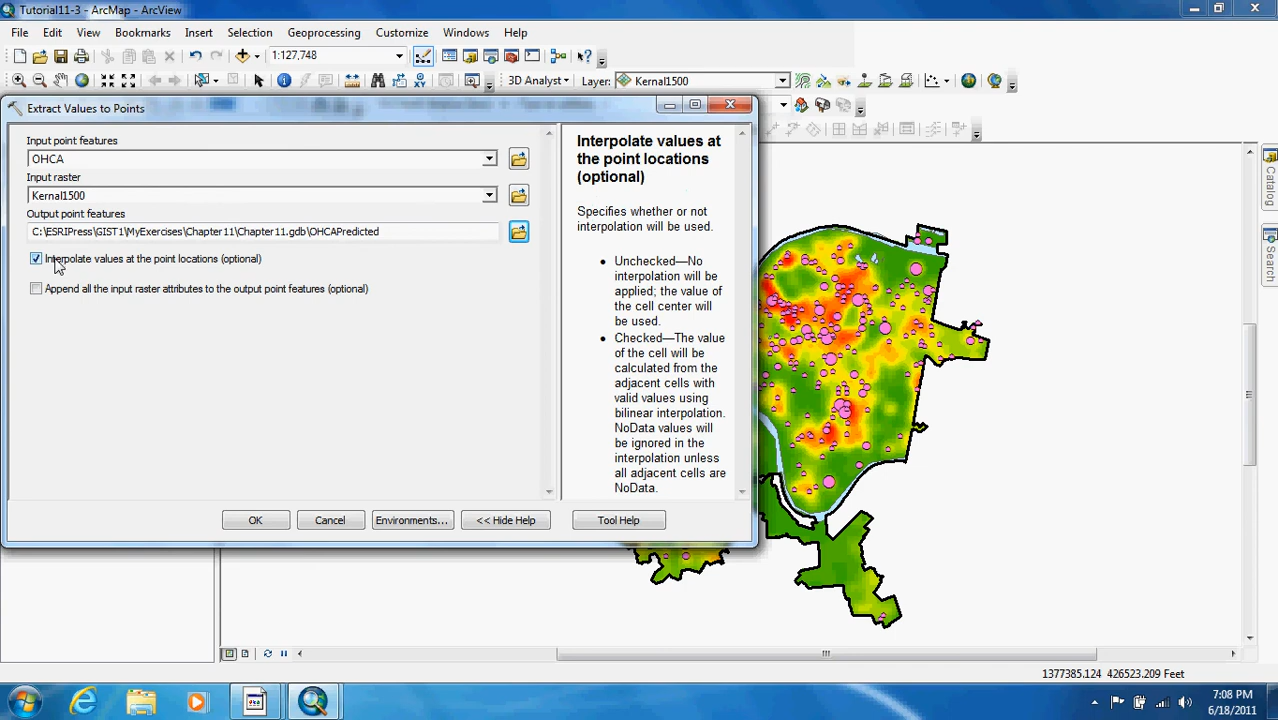 Tutorial11-3 - ArcMap - ArcView
File Edit View Bookmarks Insert Selection Geoprocessing Customize Windows Help
1:127,748
3D Analyst Layer: Kernal1500
Extract Values to Points
Input point features
OHCA
Input raster
Kernal1500
Output point features
C:\ESRIPress\GIST1\MyExercises\Chapter11\Chapter11.gdb\OHCAPredicted
Interpolate values at the point locations (optional)
Append all the input raster attributes to the output point features (optional)
Interpolate values at
the point locations
(optional)
Specifies whether or not
interpolation will be used.
• Unchecked—No
interpolation will be
applied; the value of
the cell center will
be used.
• Checked—The value
of the cell will be
calculated from the
adjacent cells with
valid values using
bilinear interpolation.
NoData values will
be ignored in the
interpolation unless
all adjacent cells are
NoData.
OK Cancel Environments... << Hide Help Tool Help
Catalog
Search
1377385.124 426523.209 Feet
7:08 PM
6/18/2011